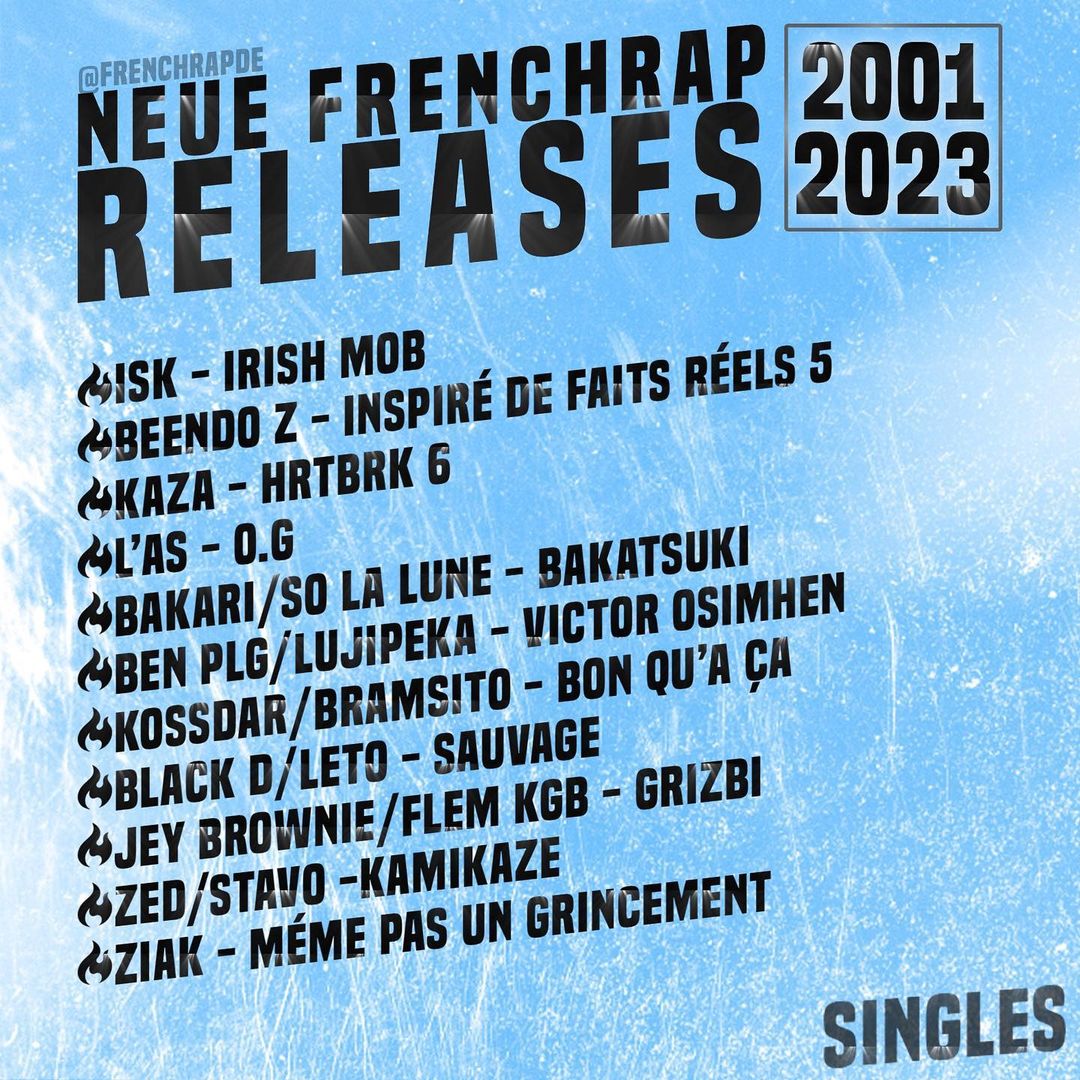 @FRENCHRAPDE
NEUE FRENCHRAP
RELEASES
2001
2023
ISK - IRISH MOB
BEENDO Z - INSPIRÉ DE FAITS RÉELS 5
KAZA - HRTBRK 6
L'AS - O.G
BAKARI/SO LA LUNE - BAKATSUKI
BEN PLG/LUJIPEKA - VICTOR OSIMHEN
KOSSDAR/BRAMSITO - BON QU'A ÇA
BLACK D/LETO - SAUVAGE
JEY BROWNIE/FLEM KGB - GRIZBI
ZED/STAVO -KAMIKAZE
ZIAK - MÉME PAS UN GRINCEMENT
SINGLES